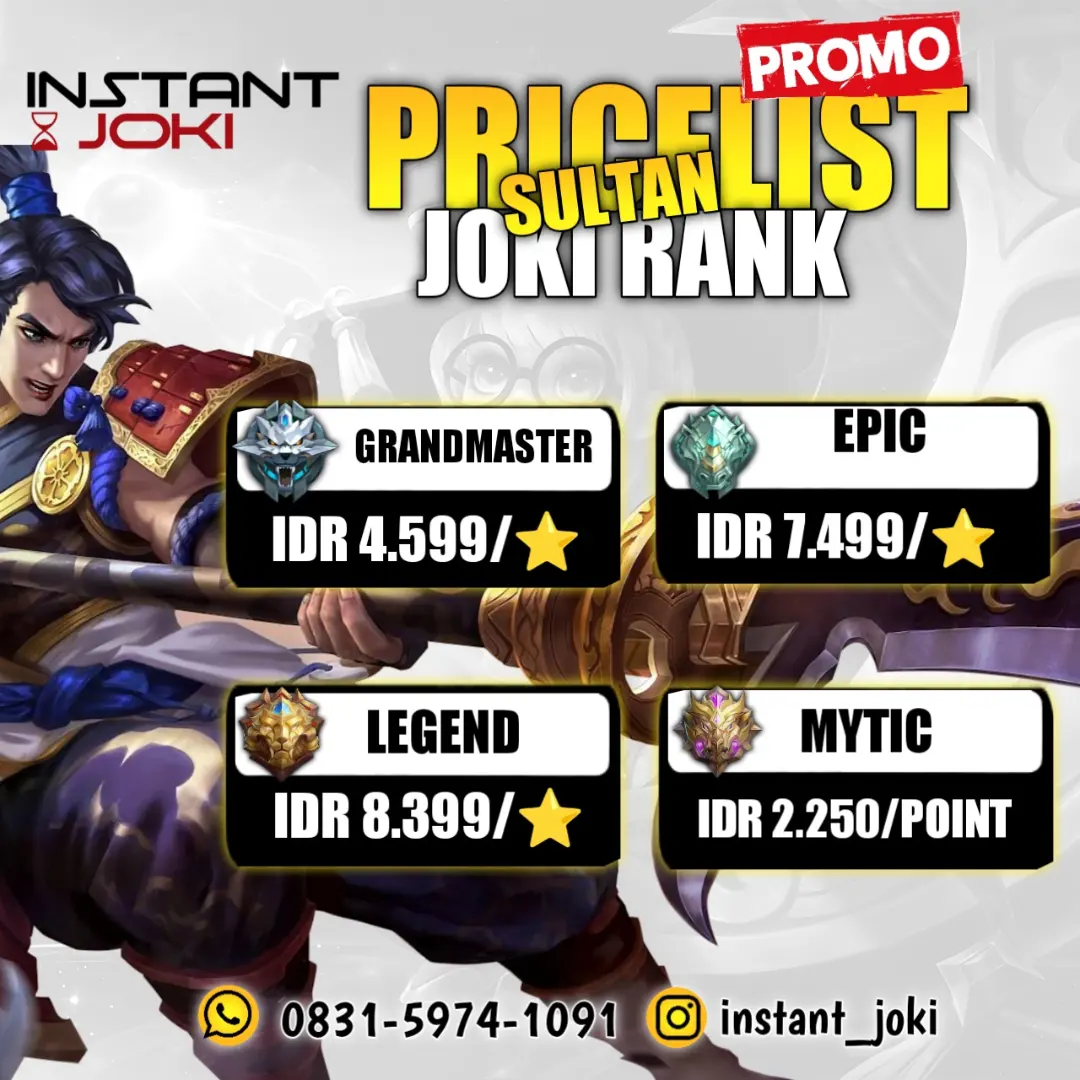 INSTANT
JOKI
PROMO
PRICELIST
SULTAN
JOKI RANK
GRANDMASTER
IDR 4.599/
EPIC
IDR 7.499/
LEGEND
IDR 8.399/
MYTIC
IDR 2.250/POINT
0831-5974-1091
instant_joki